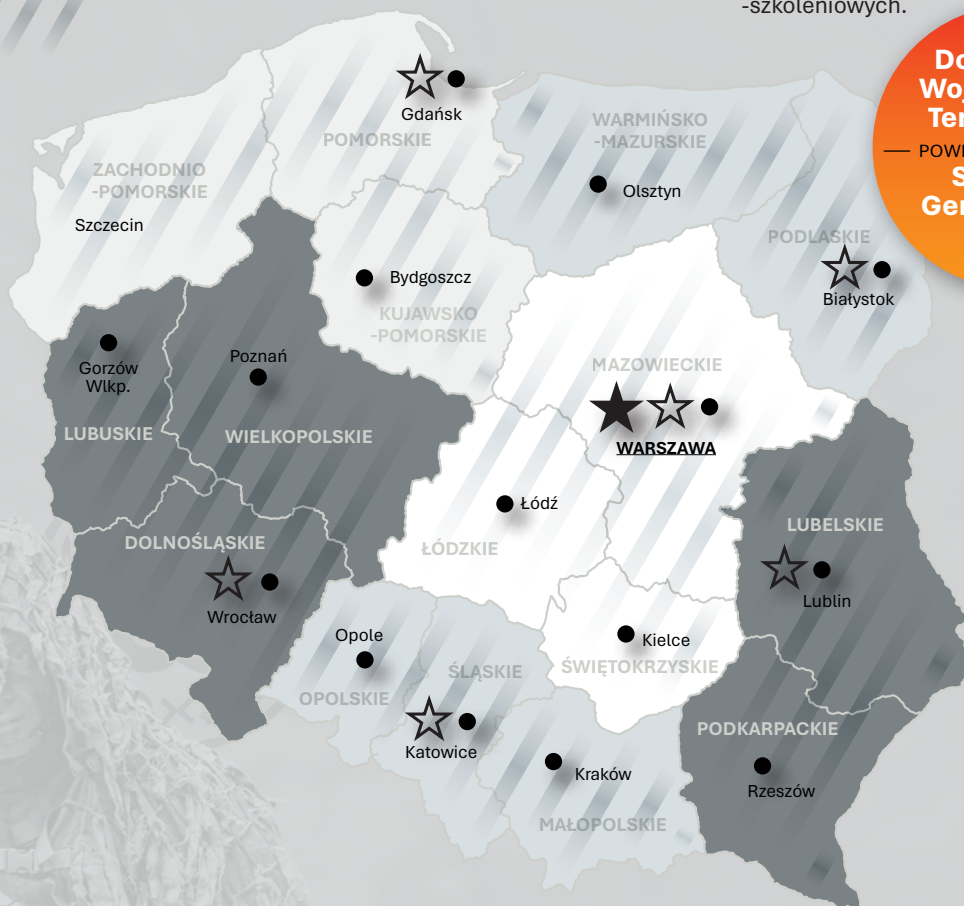 -szkoleniowych.
Gdańsk
POMORSKIE
WARMIŃSKO
-MAZURSKIE
Olsztyn
ZACHODNIO
-POMORSKIE
Szczecin
PODLASKIE
Białystok
Bydgoszcz
KUJAWSKO
-POMORSKIE
Gorzów
Wlkp.
LUBUSKIE
Poznań
WIELKOPOLSKIE
MAZOWIECKIE
WARSZAWA
Łódź
ŁÓDZKIE
DOLNOŚLĄSKIE
Wrocław
LUBELSKIE
Lublin
Kielce
ŚWIĘTOKRZYSKIE
Opole
OPOLSKIE
ŚLĄSKIE
Katowice
Kraków
MAŁOPOLSKIE
PODKARPACKIE
Rzeszów